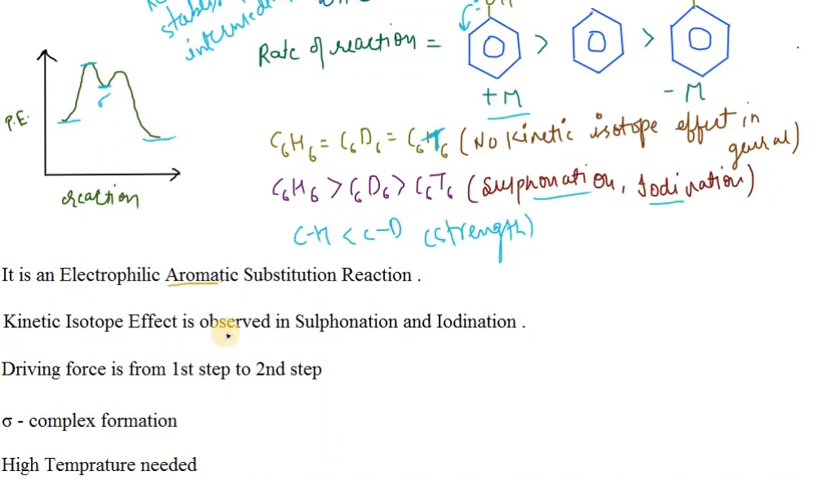 stables
intermedi
Rate of reaction = > >
+M - M
P.E.
σ
C6H6 = C6D6 = C6T6 (No Kinetic isotope effect in
general)
C6H6 > C6D6 > C6T6 (Sulphonation, Iodination)
reaction
C-H < C-D (strength)
It is an Electrophilic Aromatic Substitution Reaction .
Kinetic Isotope Effect is observed in Sulphonation and Iodination .
Driving force is from 1st step to 2nd step
σ - complex formation
High Temprature needed